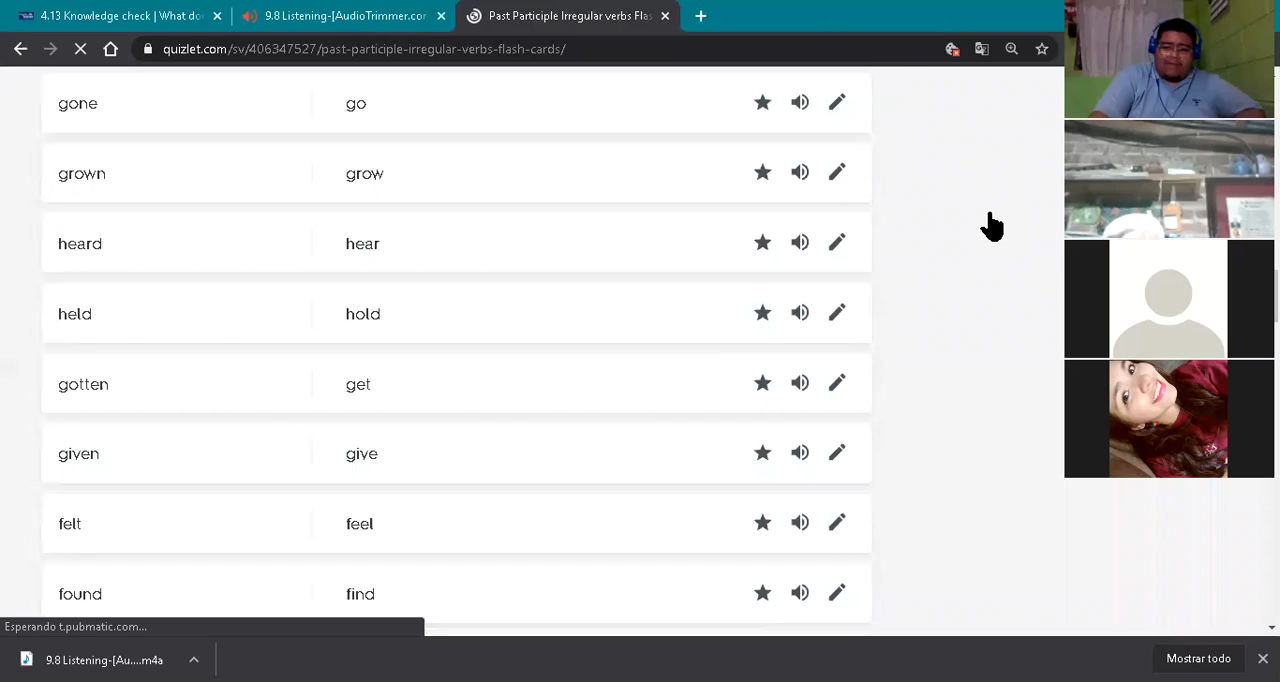 4.13 Knowledge check | What do
9.8 Listening-[AudioTrimmer.cor
Past Participle Irregular verbs Flas
quizlet.com/sv/406347527/past-participle-irregular-verbs-flash-cards/
gone go
grown grow
heard hear
held hold
gotten get
given give
felt feel
found find
Esperando t.pubmatic.com...
9.8 Listening-[Au....m4a
Mostrar todo